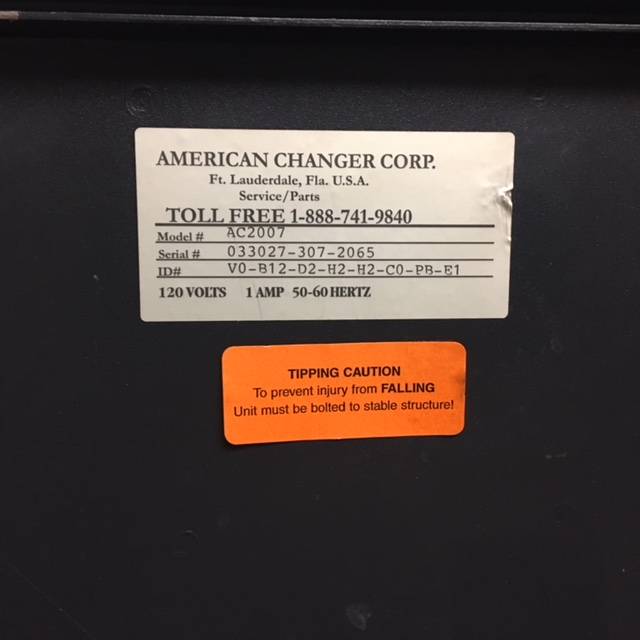 AMERICAN CHANGER CORP.
Ft. Lauderdale, Fla. U.S.A.
Service/Parts
TOLL FREE 1-888-741-9840
Model # AC2007
Serial # 033027-307-2065
ID# V0-B12-D2-H2-H2-C0-PB-E1
120 VOLTS 1 AMP 50-60 HERTZ
TIPPING CAUTION
To prevent injury from FALLING
Unit must be bolted to stable structure!